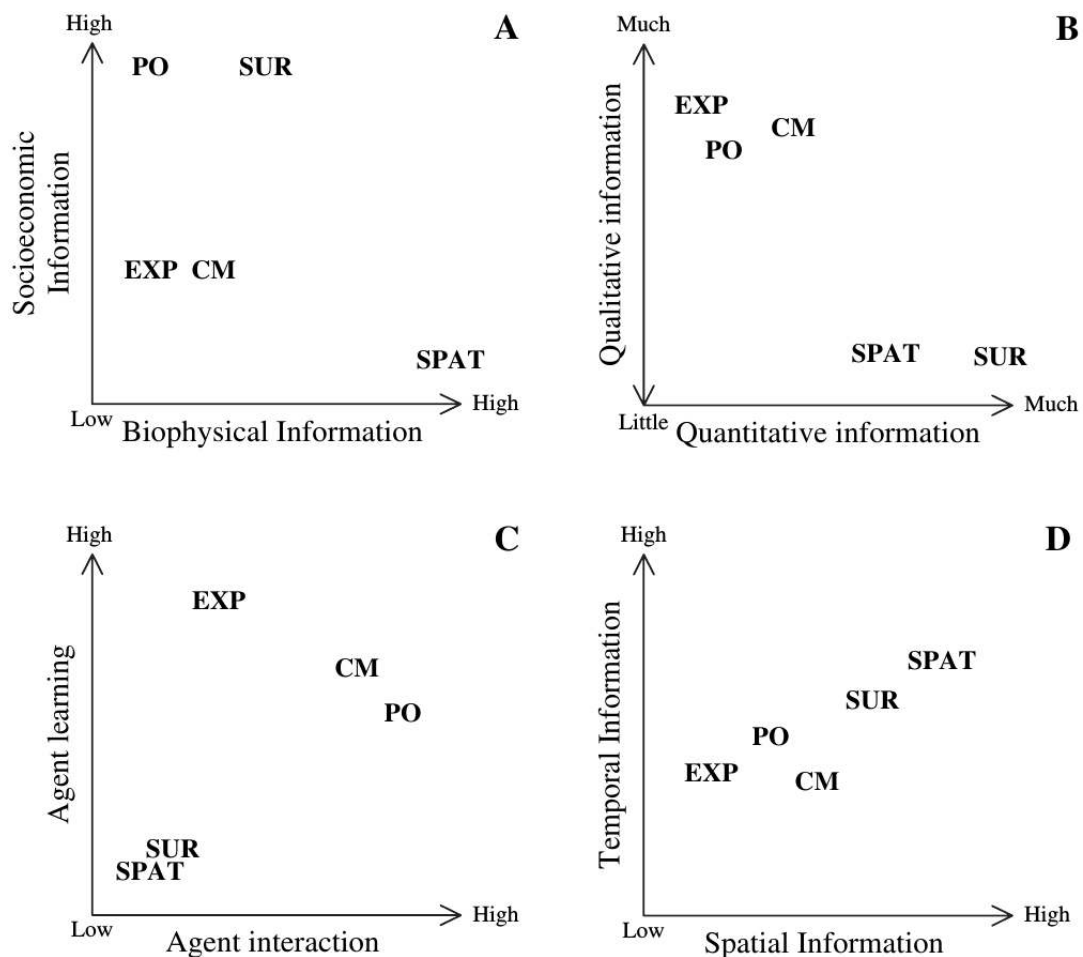 High
A
PO
SUR
Socioeconomic
Information
EXP
CM
SPAT
Low
High
Biophysical Information
Much
B
EXP
CM
PO
Qualitative information
SPAT
SUR
Little
Much
Quantitative information
High
C
EXP
CM
PO
Agent learning
SUR
SPAT
Low
High
Agent interaction
High
D
SPAT
SUR
PO
EXP
CM
Temporal Information
Low
High
Spatial Information